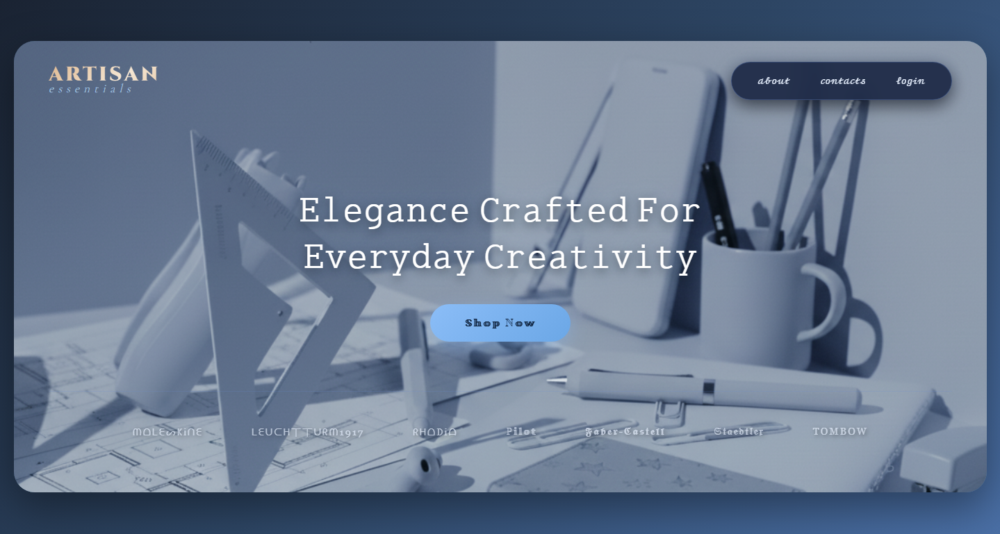 ARTISAN
essentials
about contacts login
Elegance Crafted For
Everyday Creativity
Shop Now
MOLESKINE LEUCHTTURM1917 RHODIA Pilot Faber-Castell Staedtler TOMBOW